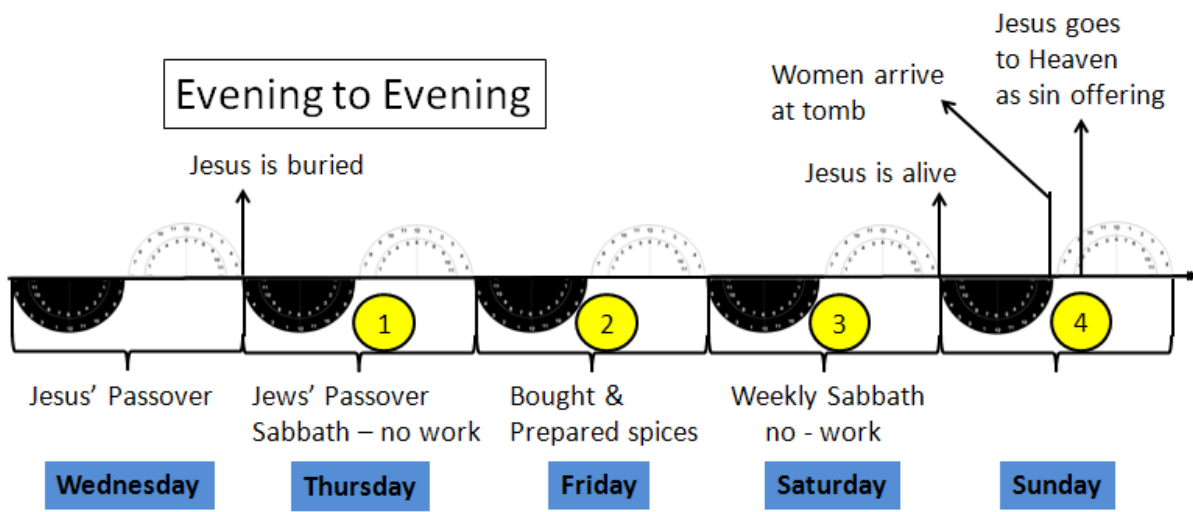 Jesus goes
to Heaven
as sin offering
Women arrive
at tomb
Evening to Evening
Jesus is buried
Jesus is alive
1
2
3
4
Jesus’ Passover
Jews’ Passover
Sabbath – no work
Bought &
Prepared spices
Weekly Sabbath
no - work
Wednesday
Thursday
Friday
Saturday
Sunday